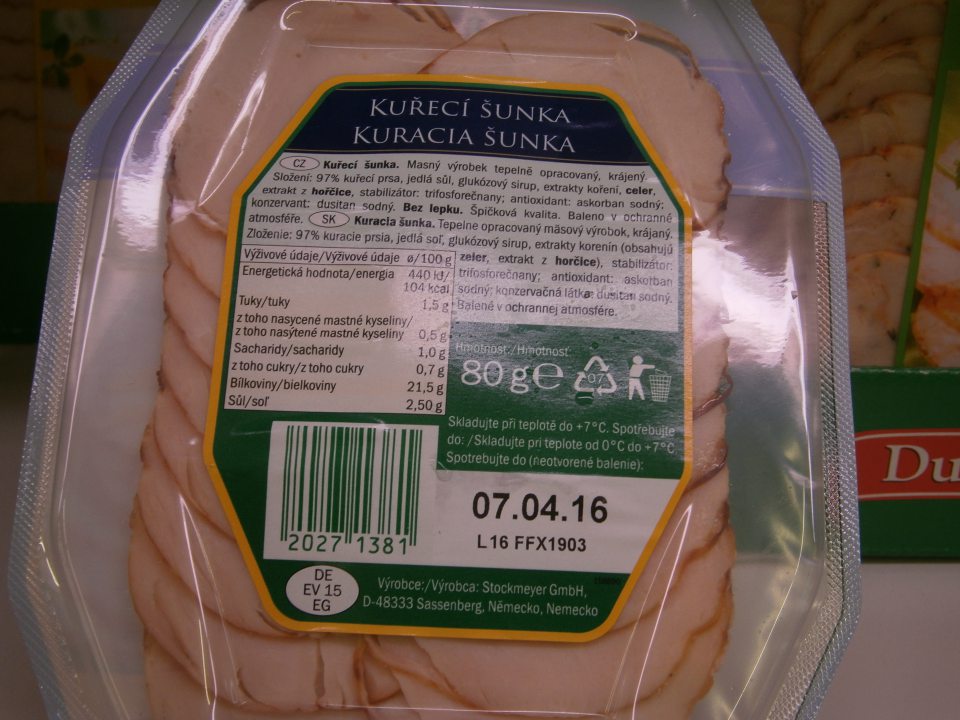 KUŘECÍ ŠUNKA
KURACIA ŠUNKA
CZ Kuřecí šunka. Masný výrobek tepelně opracovaný, krájený.
Složení: 97% kuřecí prsa, jedlá sůl, glukózový sirup, extrakty koření, celer,
extrakt z hořčice, stabilizátor: trifosforečnany; antioxidant: askorban sodný;
konzervant: dusitan sodný. Bez lepku. Špičková kvalita. Baleno v ochranné
atmosféře. SK Kuracia šunka. Tepelne opracovaný mäsový výrobok, krájaný.
Zloženie: 97% kuracie prsia, jedlá soľ, glukózový sirup, extrakty korenín (obsahujú
zeler, extrakt z horčice), stabilizátor:
trifosforečnany; antioxidant: askorban
sodný; konzervačná látka: dusitan sodný.
Balené v ochrannej atmosfére.
Výživové údaje/Výživové údaje ø/100 g
Energetická hodnota/energia 440 kJ/
104 kcal
Tuky/tuky 1,5 g
z toho nasycené mastné kyseliny/
z toho nasýtené mastné kyseliny 0,5 g
Sacharidy/sacharidy 1,0 g
z toho cukry/z toho cukry 0,7 g
Bílkoviny/bielkoviny 21,5 g
Sůl/soľ 2,50 g
Hmotnost:/Hmotnosť:
80 g e 07
Skladujte při teplotě do +7°C. Spotřebujte
do: /Skladujte pri teplote od 0°C do +7°C.
Spotrebujte do (neotvorené balenie):
07.04.16
L16 FFX1903
2027 1381
DE
EV 15
EG
Výrobce:/Výrobca: Stockmeyer GmbH,
D-48333 Sassenberg, Německo, Nemecko
Du